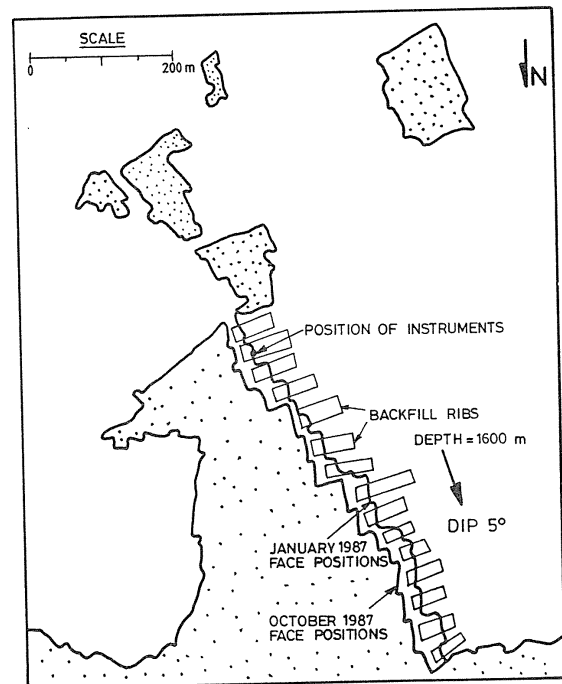 SCALE
0 200 m
N
POSITION OF INSTRUMENTS
BACKFILL RIBS
DEPTH = 1600 m
DIP 5°
JANUARY 1987
FACE POSITIONS
OCTOBER 1987
FACE POSITIONS